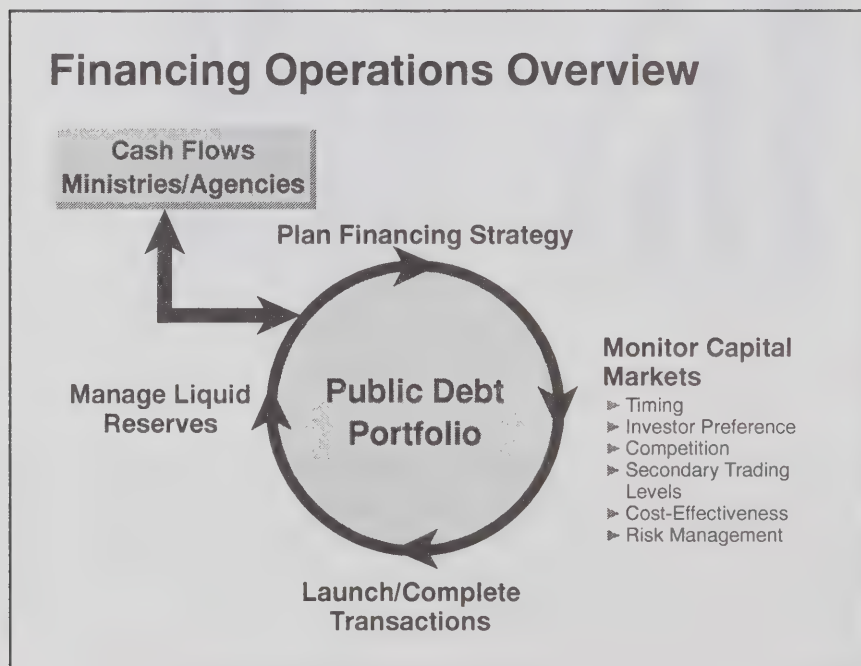 Financing Operations Overview
Cash Flows
Ministries/Agencies
Plan Financing Strategy
Monitor Capital
Markets
Timing
Investor Preference
Competition
Secondary Trading
Levels
Cost-Effectiveness
Risk Management
Public Debt
Portfolio
Manage Liquid
Reserves
Launch/Complete
Transactions